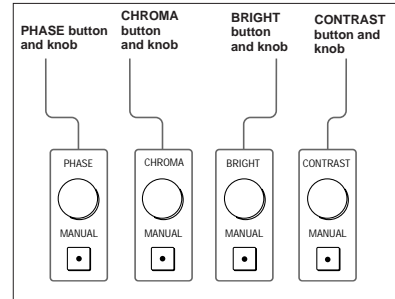 PHASE button
and knob
CHROMA
button
and knob
BRIGHT
button
and knob
CONTRAST
button and
knob
PHASE
MANUAL
CHROMA
MANUAL
BRIGHT
MANUAL
CONTRAST
MANUAL